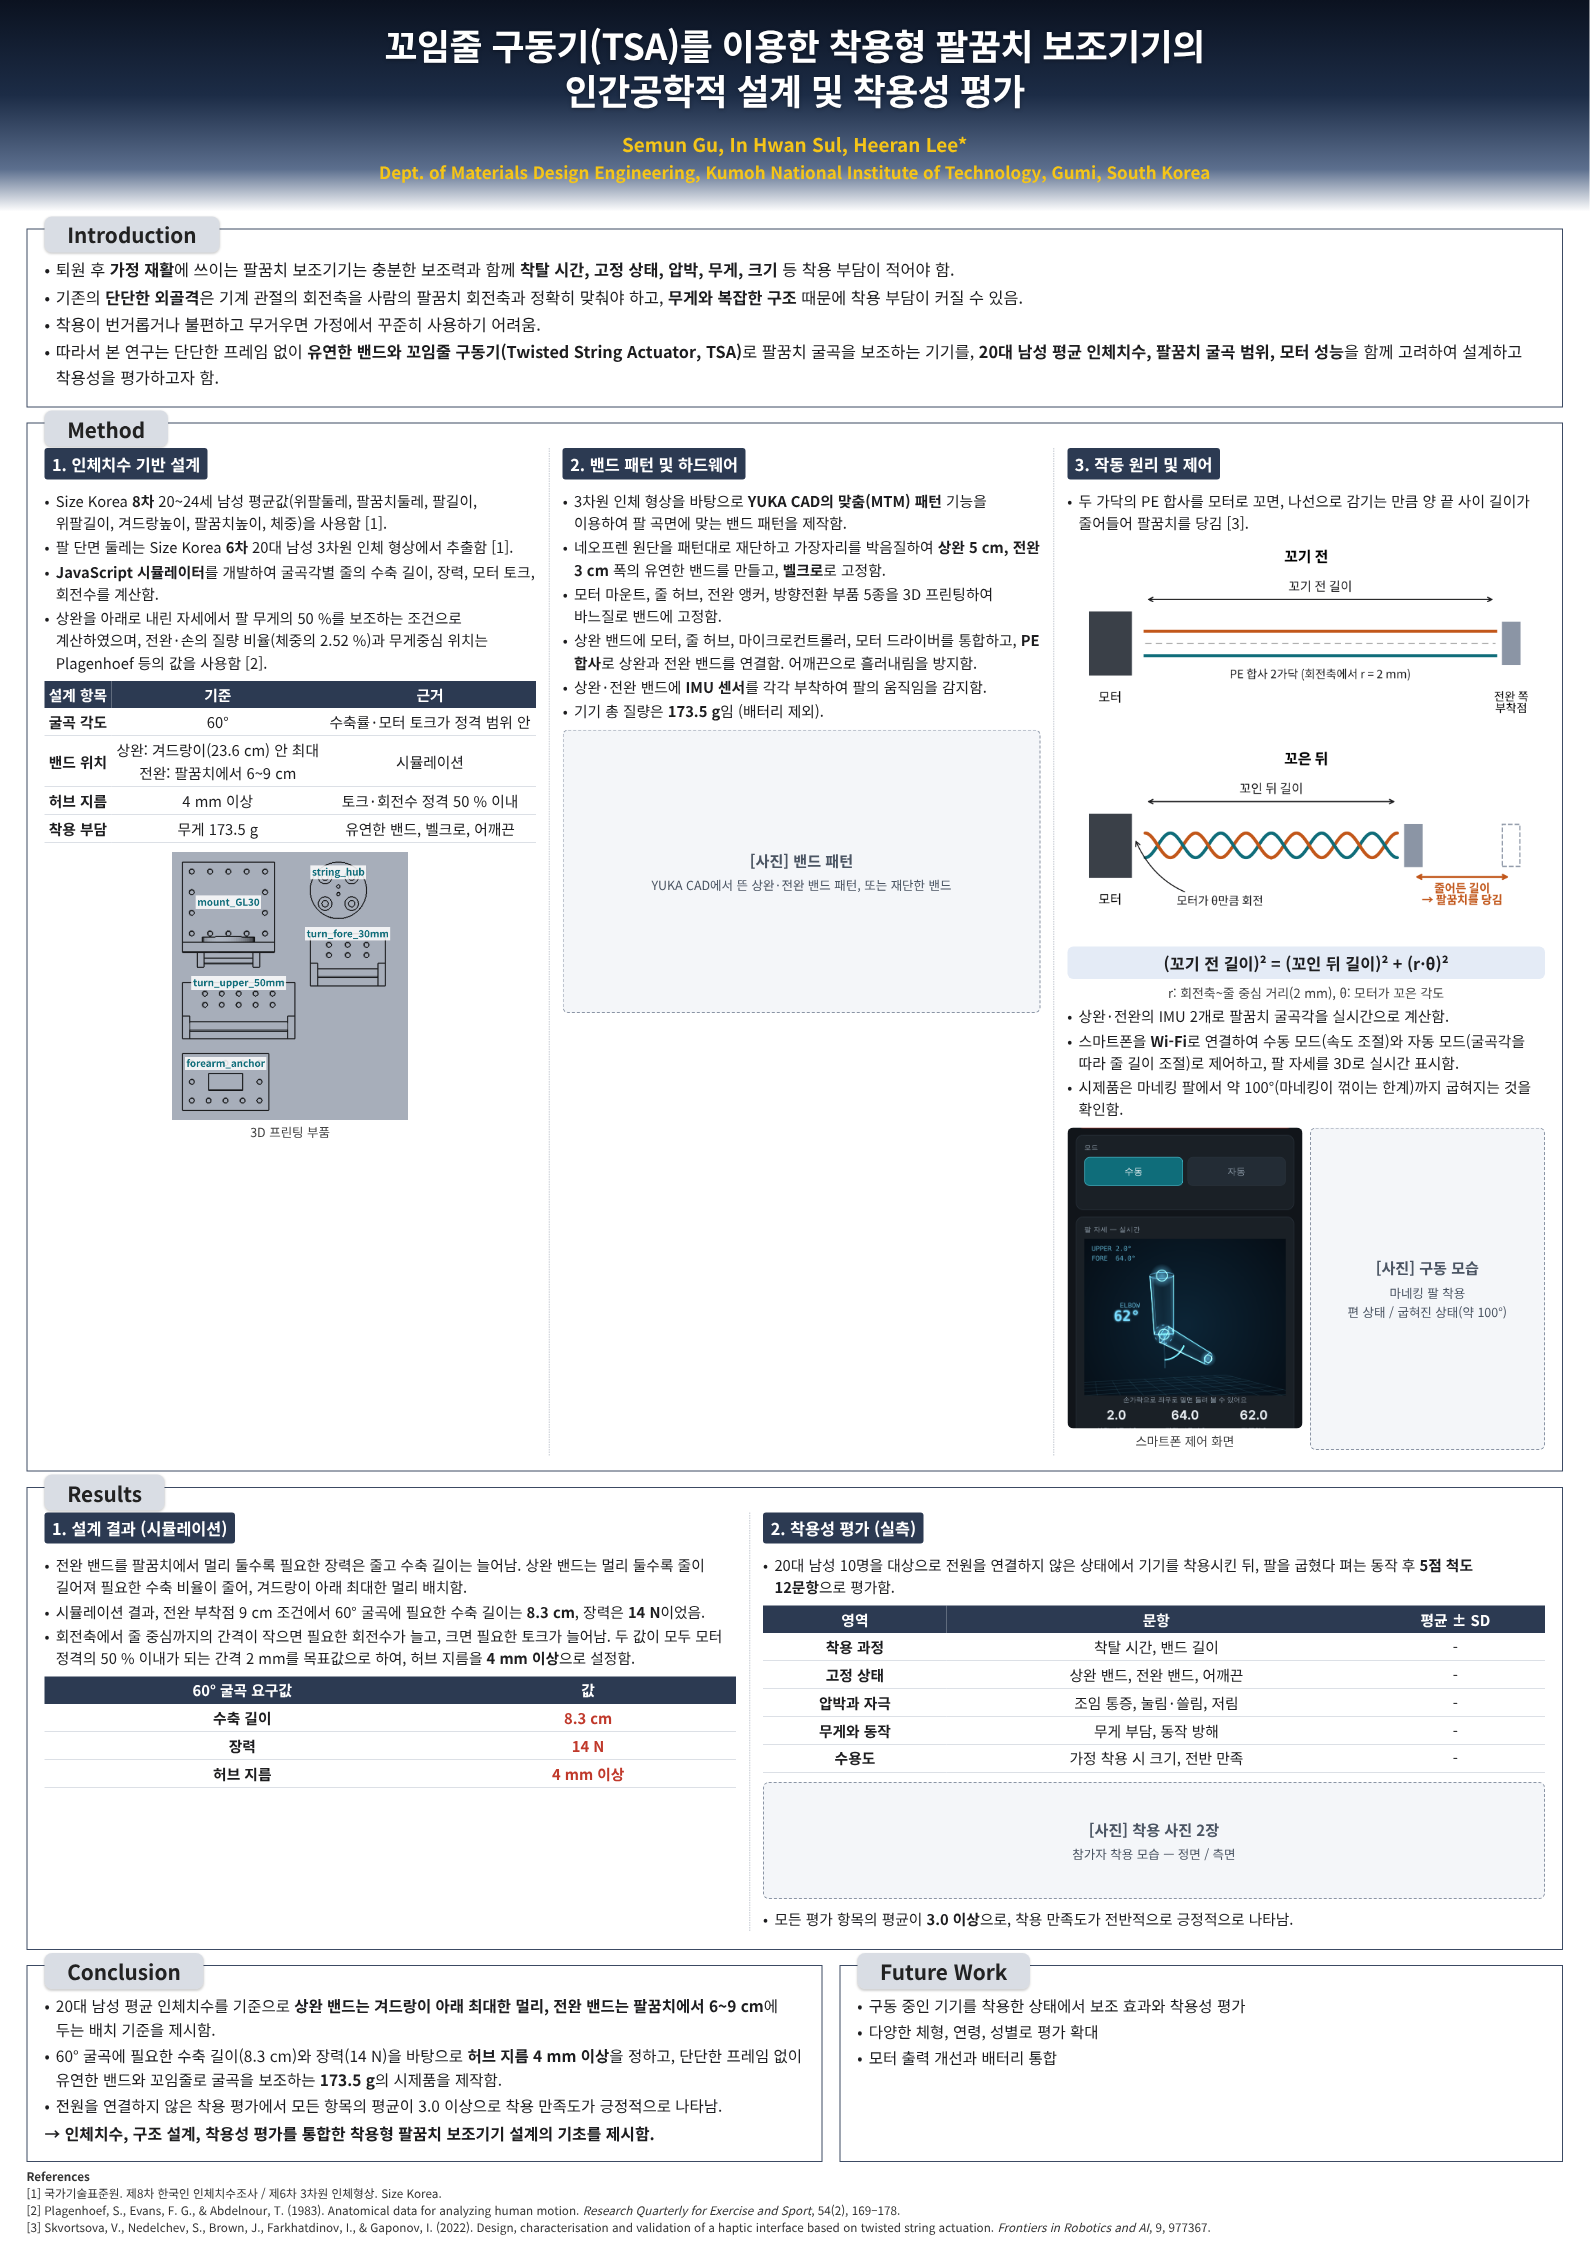 꼬임줄 구동기(TSA)를 이용한 착용형 팔꿈치 보조기기의
인간공학적 설계 및 착용성 평가
Semun Gu, In Hwan Sul, Heeran Lee*
Dept. of Materials Design Engineering, Kumoh National Institute of Technology, Gumi, South Korea
Introduction
• 퇴원 후 가정 재활에 쓰이는 팔꿈치 보조기기는 충분한 보조력과 함께 착탈 시간, 고정 상태, 압박, 무게, 크기 등 착용 부담이 적어야 함.
• 기존의 단단한 외골격은 기계 관절의 회전축을 사람의 팔꿈치 회전축과 정확히 맞춰야 하고, 무게와 복잡한 구조 때문에 착용 부담이 커질 수 있음.
• 착용이 번거롭거나 불편하고 무거우면 가정에서 꾸준히 사용하기 어려움.
• 따라서 본 연구는 단단한 프레임 없이 유연한 밴드와 꼬임줄 구동기(Twisted String Actuator, TSA)로 팔꿈치 굴곡을 보조하는 기기를, 20대 남성 평균 인체치수, 팔꿈치 굴곡 범위, 모터 성능을 함께 고려하여 설계하고
착용성을 평가하고자 함.
Method
1. 인체치수 기반 설계
• Size Korea 8차 20~24세 남성 평균값(위팔둘레, 팔꿈치둘레, 팔길이,
위팔길이, 겨드랑높이, 팔꿈치높이, 체중)을 사용함 [1].
• 팔 단면 둘레는 Size Korea 6차 20대 남성 3차원 인체 형상에서 추출함 [1].
• JavaScript 시뮬레이터를 개발하여 굴곡각별 줄의 수축 길이, 장력, 모터 토크,
회전수를 계산함.
• 상완을 아래로 내린 자세에서 팔 무게의 50 %를 보조하는 조건으로
계산하였으며, 전완·손의 질량 비율(체중의 2.52 %)과 무게중심 위치는
Plagenhoef 등의 값을 사용함 [2].
설계 항목 기준 근거
굴곡 각도 60° 수축률·모터 토크가 정격 범위 안
밴드 위치 상완: 겨드랑이(23.6 cm) 안 최대
전완: 팔꿈치에서 6~9 cm 시뮬레이션
허브 지름 4 mm 이상 토크·회전수 정격 50 % 이내
착용 부담 무게 173.5 g 유연한 밴드, 벨크로, 어깨끈
mount_GL30
string_hub
turn_fore_30mm
turn_upper_50mm
forearm_anchor
3D 프린팅 부품
2. 밴드 패턴 및 하드웨어
• 3차원 인체 형상을 바탕으로 YUKA CAD의 맞춤(MTM) 패턴 기능을
이용하여 팔 곡면에 맞는 밴드 패턴을 제작함.
• 네오프렌 원단을 패턴대로 재단하고 가장자리를 박음질하여 상완 5 cm, 전완
3 cm 폭의 유연한 밴드를 만들고, 벨크로로 고정함.
• 모터 마운트, 줄 허브, 전완 앵커, 방향전환 부품 5종을 3D 프린팅하여
바느질로 밴드에 고정함.
• 상완 밴드에 모터, 줄 허브, 마이크로컨트롤러, 모터 드라이버를 통합하고, PE
합사로 상완과 전완 밴드를 연결함. 어깨끈으로 흘러내림을 방지함.
• 상완·전완 밴드에 IMU 센서를 각각 부착하여 팔의 움직임을 감지함.
• 기기 총 질량은 173.5 g임 (배터리 제외).
[사진] 밴드 패턴
YUKA CAD에서 뜬 상완·전완 밴드 패턴, 또는 재단한 밴드
3. 작동 원리 및 제어
• 두 가닥의 PE 합사를 모터로 꼬면, 나선으로 감기는 만큼 양 끝 사이 길이가
줄어들어 팔꿈치를 당김 [3].
꼬기 전
꼬기 전 길이
PE 합사 2가닥 (회전축에서 r = 2 mm)
모터
전완 쪽
부착점
꼬은 뒤
꼬인 뒤 길이
모터
모터가 θ만큼 회전
줄어든 길이
→ 팔꿈치를 당김
(꼬기 전 길이)² = (꼬인 뒤 길이)² + (r·θ)²
r: 회전축~줄 중심 거리(2 mm), θ: 모터가 꼬은 각도
• 상완·전완의 IMU 2개로 팔꿈치 굴곡각을 실시간으로 계산함.
• 스마트폰을 Wi-Fi로 연결하여 수동 모드(속도 조절)와 자동 모드(굴곡각을
따라 줄 길이 조절)로 제어하고, 팔 자세를 3D로 실시간 표시함.
• 시제품은 마네킹 팔에서 약 100°(마네킹이 꺾이는 한계)까지 굽혀지는 것을
확인함.
모드
수동 자동
팔 자세 — 실시간
UPPER 2.0°
FORE 64.0°
ELBOW
62°
손가락으로 좌우로 밀면 돌려 볼 수 있어요
2.0 64.0 62.0
스마트폰 제어 화면
[사진] 구동 모습
마네킹 팔 착용
편 상태 / 굽혀진 상태(약 100°)
Results
1. 설계 결과 (시뮬레이션)
• 전완 밴드를 팔꿈치에서 멀리 둘수록 필요한 장력은 줄고 수축 길이는 늘어남. 상완 밴드는 멀리 둘수록 줄이
길어져 필요한 수축 비율이 줄어, 겨드랑이 아래 최대한 멀리 배치함.
• 시뮬레이션 결과, 전완 부착점 9 cm 조건에서 60° 굴곡에 필요한 수축 길이는 8.3 cm, 장력은 14 N이었음.
• 회전축에서 줄 중심까지의 간격이 작으면 필요한 회전수가 늘고, 크면 필요한 토크가 늘어남. 두 값이 모두 모터
정격의 50 % 이내가 되는 간격 2 mm를 목표값으로 하여, 허브 지름을 4 mm 이상으로 설정함.
60° 굴곡 요구값 값
수축 길이 8.3 cm
장력 14 N
허브 지름 4 mm 이상
2. 착용성 평가 (실측)
• 20대 남성 10명을 대상으로 전원을 연결하지 않은 상태에서 기기를 착용시킨 뒤, 팔을 굽혔다 펴는 동작 후 5점 척도
12문항으로 평가함.
영역 문항 평균 ± SD
착용 과정 착탈 시간, 밴드 길이 -
고정 상태 상완 밴드, 전완 밴드, 어깨끈 -
압박과 자극 조임 통증, 눌림·쓸림, 저림 -
무게와 동작 무게 부담, 동작 방해 -
수용도 가정 착용 시 크기, 전반 만족 -
[사진] 착용 사진 2장
참가자 착용 모습 — 정면 / 측면
• 모든 평가 항목의 평균이 3.0 이상으로, 착용 만족도가 전반적으로 긍정적으로 나타남.
Conclusion
• 20대 남성 평균 인체치수를 기준으로 상완 밴드는 겨드랑이 아래 최대한 멀리, 전완 밴드는 팔꿈치에서 6~9 cm에
두는 배치 기준을 제시함.
• 60° 굴곡에 필요한 수축 길이(8.3 cm)와 장력(14 N)을 바탕으로 허브 지름 4 mm 이상을 정하고, 단단한 프레임 없이
유연한 밴드와 꼬임줄로 굴곡을 보조하는 173.5 g의 시제품을 제작함.
• 전원을 연결하지 않은 착용 평가에서 모든 항목의 평균이 3.0 이상으로 착용 만족도가 긍정적으로 나타남.
→ 인체치수, 구조 설계, 착용성 평가를 통합한 착용형 팔꿈치 보조기기 설계의 기초를 제시함.
Future Work
• 구동 중인 기기를 착용한 상태에서 보조 효과와 착용성 평가
• 다양한 체형, 연령, 성별로 평가 확대
• 모터 출력 개선과 배터리 통합
References
[1] 국가기술표준원. 제8차 한국인 인체치수조사 / 제6차 3차원 인체형상. Size Korea.
[2] Plagenhoef, S., Evans, F. G., & Abdelnour, T. (1983). Anatomical data for analyzing human motion. Research Quarterly for Exercise and Sport, 54(2), 169–178.
[3] Skvortsova, V., Nedelchev, S., Brown, J., Farkhatdinov, I., & Gaponov, I. (2022). Design, characterisation and validation of a haptic interface based on twisted string actuation. Frontiers in Robotics and AI, 9, 977367.